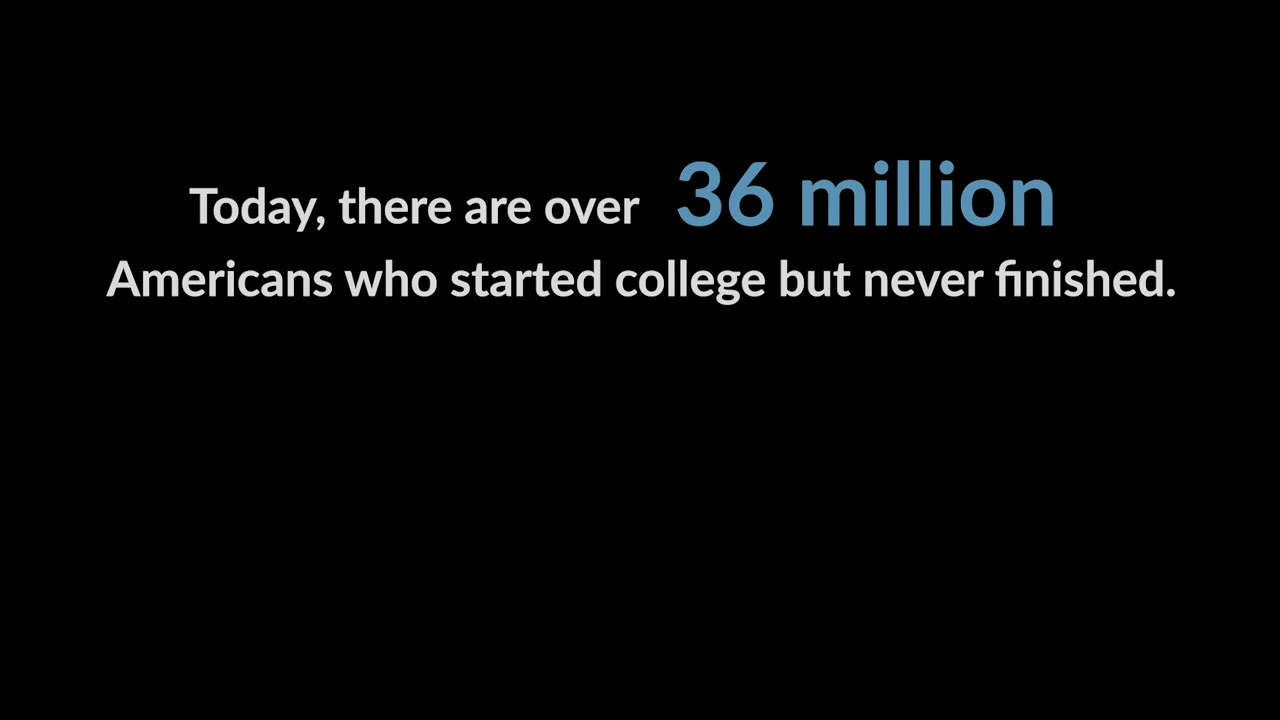 Today, there are over 36 million
Americans who started college but never finished.